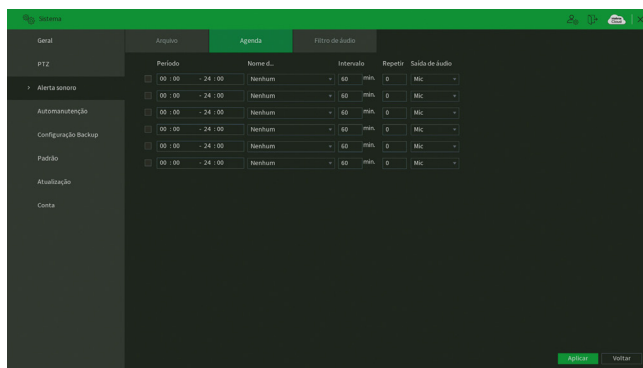 Sistema
Geral
PTZ
Alerta sonoro
Automanutenção
Configuração Backup
Padrão
Atualização
Conta
Arquivo Agenda Filtro de áudio
Período Nome d... Intervalo Repetir Saída de áudio
00 : 00 - 24 : 00 Nenhum 60 min. 0 Mic
00 : 00 - 24 : 00 Nenhum 60 min. 0 Mic
00 : 00 - 24 : 00 Nenhum 60 min. 0 Mic
00 : 00 - 24 : 00 Nenhum 60 min. 0 Mic
00 : 00 - 24 : 00 Nenhum 60 min. 0 Mic
00 : 00 - 24 : 00 Nenhum 60 min. 0 Mic
Aplicar Voltar